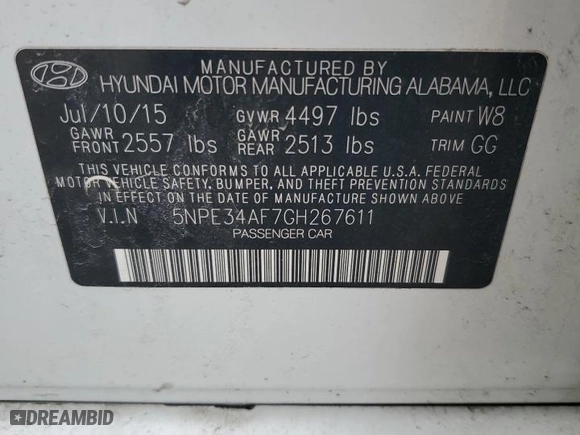 MANUFACTURED BY
HYUNDAI MOTOR MANUFACTURING ALABAMA, LLC
Jul/10/15 GVWR 4497 lbs PAINT W8
GAWR FRONT 2557 lbs GAWR REAR 2513 lbs TRIM GG
THIS VEHICLE CONFORMS TO ALL APPLICABLE U.S.A. FEDERAL
MOTOR VEHICLE SAFETY, BUMPER, AND THEFT PREVENTION STANDARDS
IN EFFECT ON THE DATE OF MANUFACTURE SHOWN ABOVE.
V.I.N 5NPE34AF7GH267611
PASSENGER CAR
DREAMBID